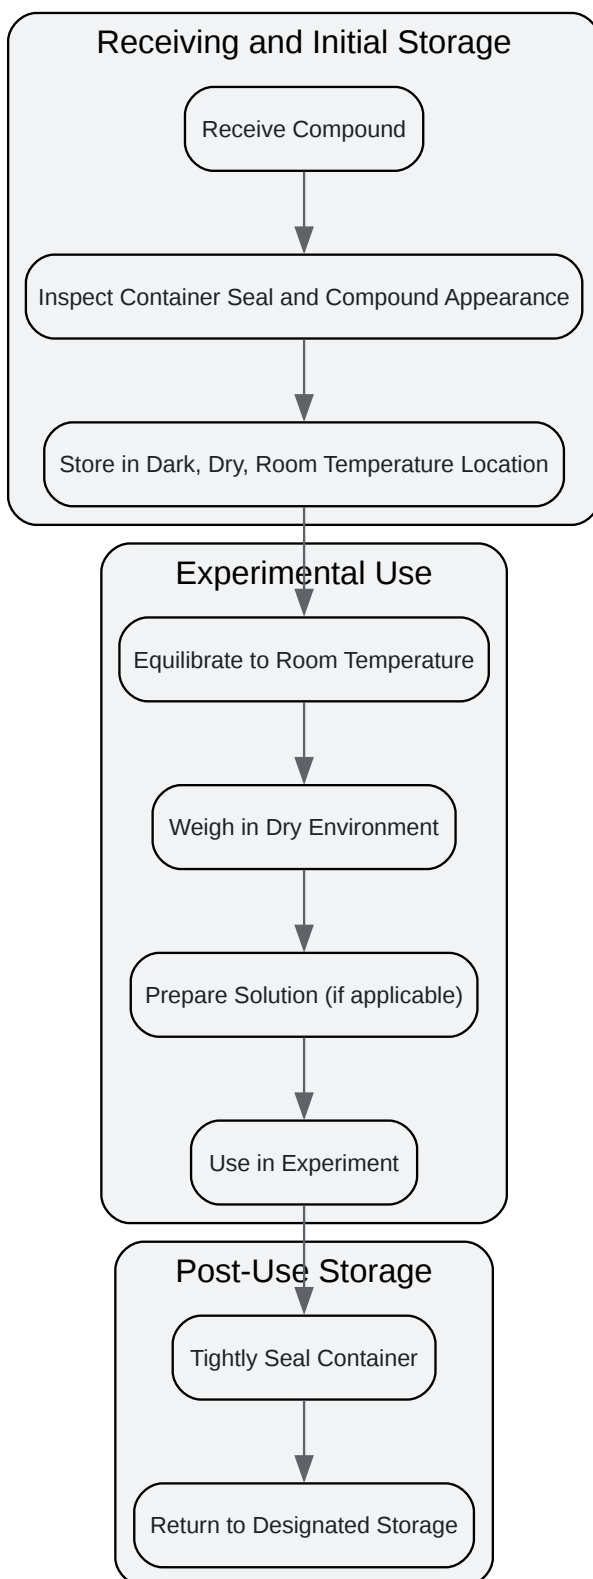 Receiving and Initial Storage
Receive Compound
Inspect Container Seal and Compound Appearance
Store in Dark, Dry, Room Temperature Location
Experimental Use
Equilibrate to Room Temperature
Weigh in Dry Environment
Prepare Solution (if applicable)
Use in Experiment
Post-Use Storage
Tightly Seal Container
Return to Designated Storage